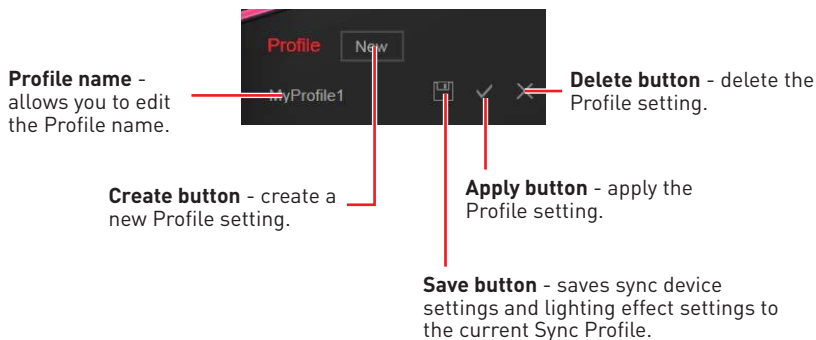 Profile New
MyProfile1
Profile name -
allows you to edit
the Profile name.
Delete button - delete the
Profile setting.
Create button - create a
new Profile setting.
Apply button - apply the
Profile setting.
Save button - saves sync device
settings and lighting effect settings to
the current Sync Profile.